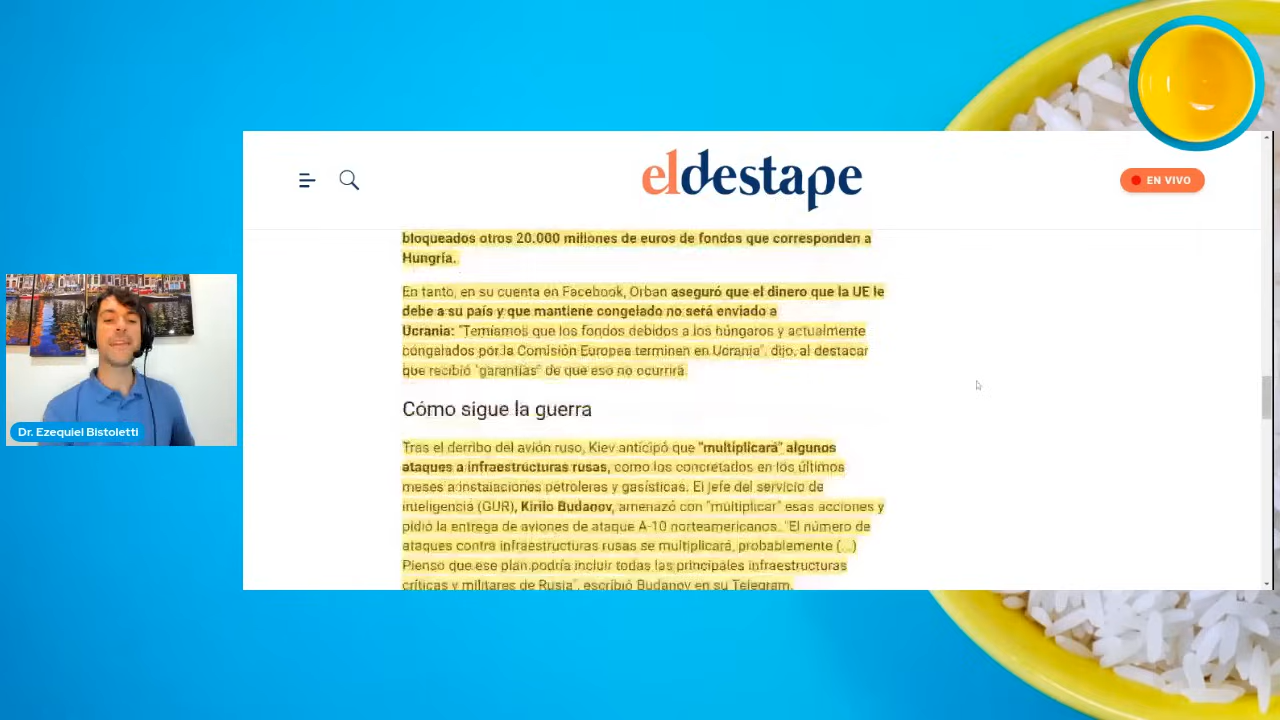 eldestape
EN VIVO
bloqueados otros 20.000 millones de euros de fondos que corresponden a
Hungría.
En tanto, en su cuenta en Facebook, Orban aseguró que el dinero que la UE le
debe a su país y que mantiene congelado no será enviado a
Ucrania: "Temíamos que los fondos debidos a los húngaros y actualmente
congelados por la Comisión Europea terminen en Ucrania", dijo, al destacar
que recibió "garantías" de que eso no ocurrirá.
Cómo sigue la guerra
Tras el derribo del avión ruso, Kiev anticipó que "multiplicará" algunos
ataques a infraestructuras rusas, como los concretados en los últimos
meses a instalaciones petroleras y gasísticas. El jefe del servicio de
inteligencia (GUR), Kirilo Budanov, amenazó con "multiplicar" esas acciones y
pidió la entrega de aviones de ataque A-10 norteamericanos. "El número de
ataques contra infraestructuras rusas se multiplicará, probablemente (...)
Pienso que ese plan podría incluir todas las principales infraestructuras
críticas y militares de Rusia", escribió Budanov en su Telegram.
Dr. Ezequiel Bistoletti